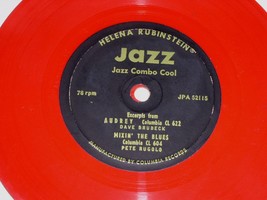 HELENA RUBINSTEIN
Jazz
Jazz Combo Cool
78 rpm
JPA 52115
Excerpts from
AUDREY Columbia CL 622
DAVE BRUBECK
MIXIN' THE BLUES
Columbia CL 604
PETE RUGOLO
MANUFACTURED BY COLUMBIA RECORDS